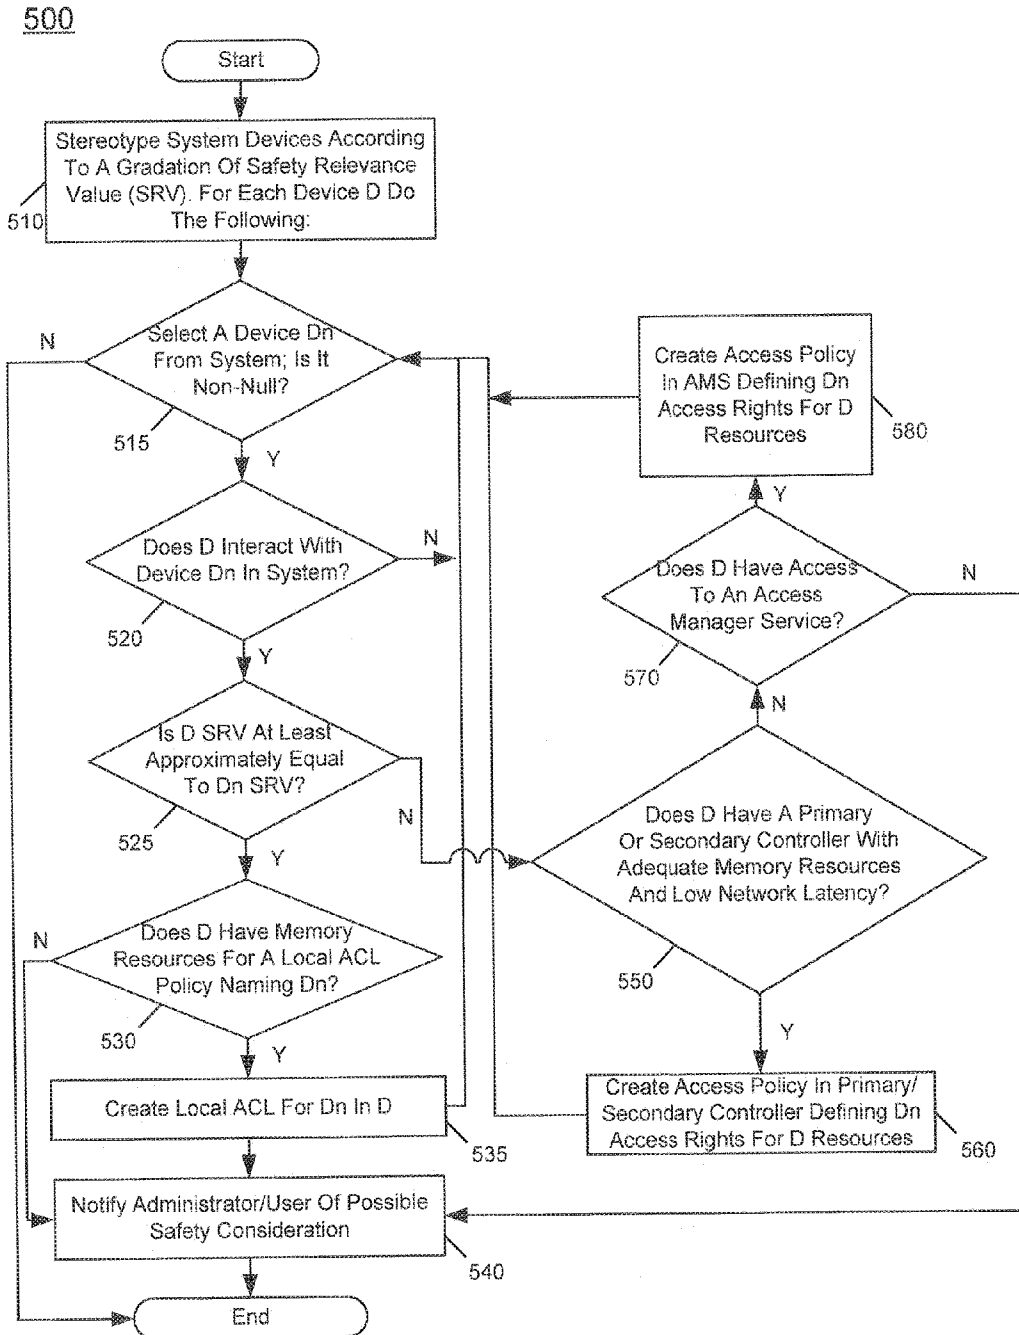 500
Start
Stereotype System Devices According
To A Gradation Of Safety Relevance
Value (SRV). For Each Device D Do
The Following:
510
N
Select A Device Dn
From System; Is It
Non-Null?
515
Y
Does D Interact With
Device Dn In System?
N
520
Y
Is D SRV At Least
Approximately Equal
To Dn SRV?
N
525
Y
N
Does D Have Memory
Resources For A Local ACL
Policy Naming Dn?
530
Y
Create Local ACL For Dn In D
535
Notify Administrator/User Of Possible
Safety Consideration
540
End
Create Access Policy
In AMS Defining Dn
Access Rights For D
Resources
580
Y
Does D Have Access
To An Access
Manager Service?
N
570
N
Does D Have A Primary
Or Secondary Controller With
Adequate Memory Resources
And Low Network Latency?
550
Y
Create Access Policy In Primary/
Secondary Controller Defining Dn
Access Rights For D Resources
560